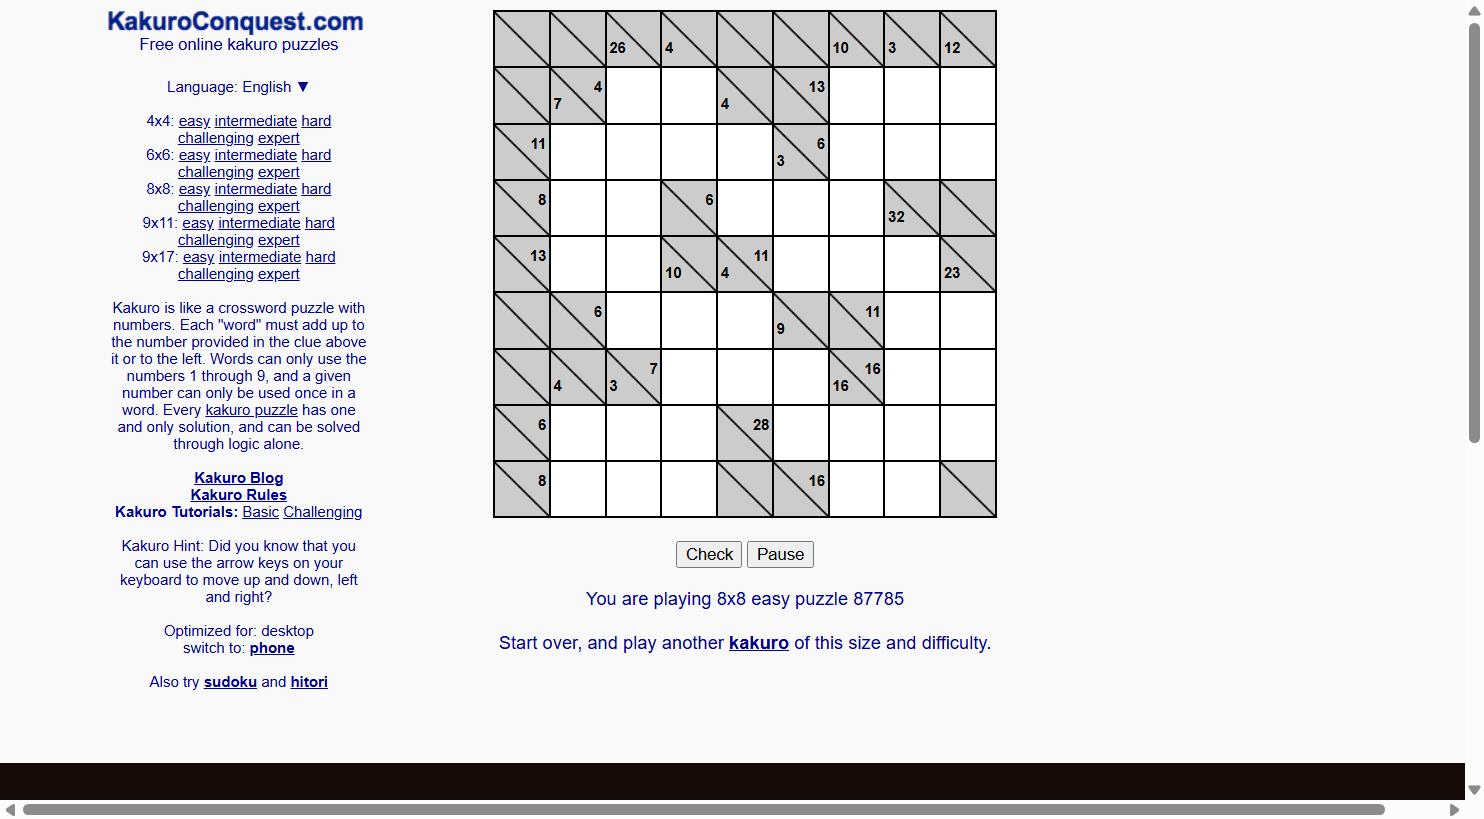 KakuroConquest.com
Free online kakuro puzzles
Language: English ▼
4x4: easy intermediate hard
challenging expert
6x6: easy intermediate hard
challenging expert
8x8: easy intermediate hard
challenging expert
9x11: easy intermediate hard
challenging expert
9x17: easy intermediate hard
challenging expert
Kakuro is like a crossword puzzle with
numbers. Each "word" must add up to
the number provided in the clue above
it or to the left. Words can only use the
numbers 1 through 9, and a given
number can only be used once in a
word. Every kakuro puzzle has one
and only solution, and can be solved
through logic alone.
Kakuro Blog
Kakuro Rules
Kakuro Tutorials: Basic Challenging
Kakuro Hint: Did you know that you
can use the arrow keys on your
keyboard to move up and down, left
and right?
Optimized for: desktop
switch to: phone
Also try sudoku and hitori
26 4 10 3 12
7 4 4 13
11 3 6
8 6 32
13 10 4 11 23
6 9 11
4 3 7 16 16
6 28
8 16
Check Pause
You are playing 8x8 easy puzzle 87785
Start over, and play another kakuro of this size and difficulty.